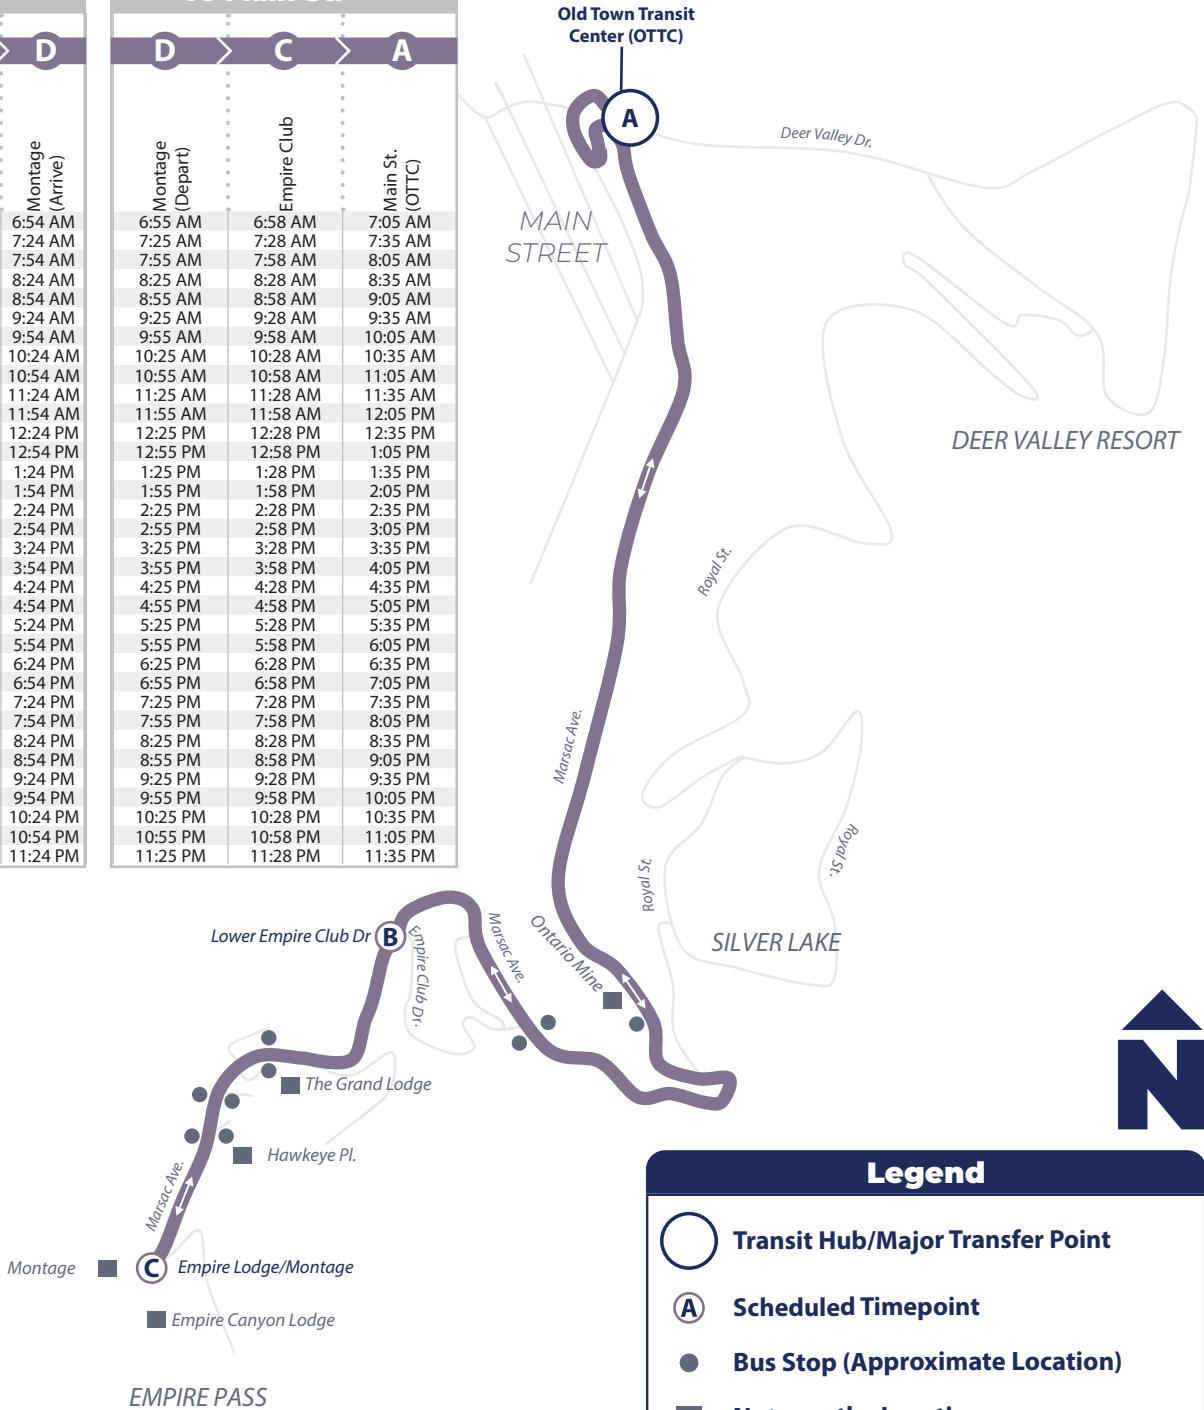 D D C A
Montage
(Arrive)
Montage
(Depart)
Empire Club
Main St.
(OTTC)
6:54 AM 6:55 AM 6:58 AM 7:05 AM
7:24 AM 7:25 AM 7:28 AM 7:35 AM
7:54 AM 7:55 AM 7:58 AM 8:05 AM
8:24 AM 8:25 AM 8:28 AM 8:35 AM
8:54 AM 8:55 AM 8:58 AM 9:05 AM
9:24 AM 9:25 AM 9:28 AM 9:35 AM
9:54 AM 9:55 AM 9:58 AM 10:05 AM
10:24 AM 10:25 AM 10:28 AM 10:35 AM
10:54 AM 10:55 AM 10:58 AM 11:05 AM
11:24 AM 11:25 AM 11:28 AM 11:35 AM
11:54 AM 11:55 AM 11:58 AM 12:05 PM
12:24 PM 12:25 PM 12:28 PM 12:35 PM
12:54 PM 12:55 PM 12:58 PM 1:05 PM
1:24 PM 1:25 PM 1:28 PM 1:35 PM
1:54 PM 1:55 PM 1:58 PM 2:05 PM
2:24 PM 2:25 PM 2:28 PM 2:35 PM
2:54 PM 2:55 PM 2:58 PM 3:05 PM
3:24 PM 3:25 PM 3:28 PM 3:35 PM
3:54 PM 3:55 PM 3:58 PM 4:05 PM
4:24 PM 4:25 PM 4:28 PM 4:35 PM
4:54 PM 4:55 PM 4:58 PM 5:05 PM
5:24 PM 5:25 PM 5:28 PM 5:35 PM
5:54 PM 5:55 PM 5:58 PM 6:05 PM
6:24 PM 6:25 PM 6:28 PM 6:35 PM
6:54 PM 6:55 PM 6:58 PM 7:05 PM
7:24 PM 7:25 PM 7:28 PM 7:35 PM
7:54 PM 7:55 PM 7:58 PM 8:05 PM
8:24 PM 8:25 PM 8:28 PM 8:35 PM
8:54 PM 8:55 PM 8:58 PM 9:05 PM
9:24 PM 9:25 PM 9:28 PM 9:35 PM
9:54 PM 9:55 PM 9:58 PM 10:05 PM
10:24 PM 10:25 PM 10:28 PM 10:35 PM
10:54 PM 10:55 PM 10:58 PM 11:05 PM
11:24 PM 11:25 PM 11:28 PM 11:35 PM
Old Town Transit
Center (OTTC)
A
Deer Valley Dr.
MAIN
STREET
DEER VALLEY RESORT
Royal St.
Marsac Ave.
Royal St.
Royal St.
SILVER LAKE
Ontario Mine
Marsac Ave.
Empire Club Dr.
Lower Empire Club Dr B
The Grand Lodge
Hawkeye Pl.
Marsac Ave.
Montage C Empire Lodge/Montage
Empire Canyon Lodge
EMPIRE PASS
N
Legend
Transit Hub/Major Transfer Point
A Scheduled Timepoint
Bus Stop (Approximate Location)